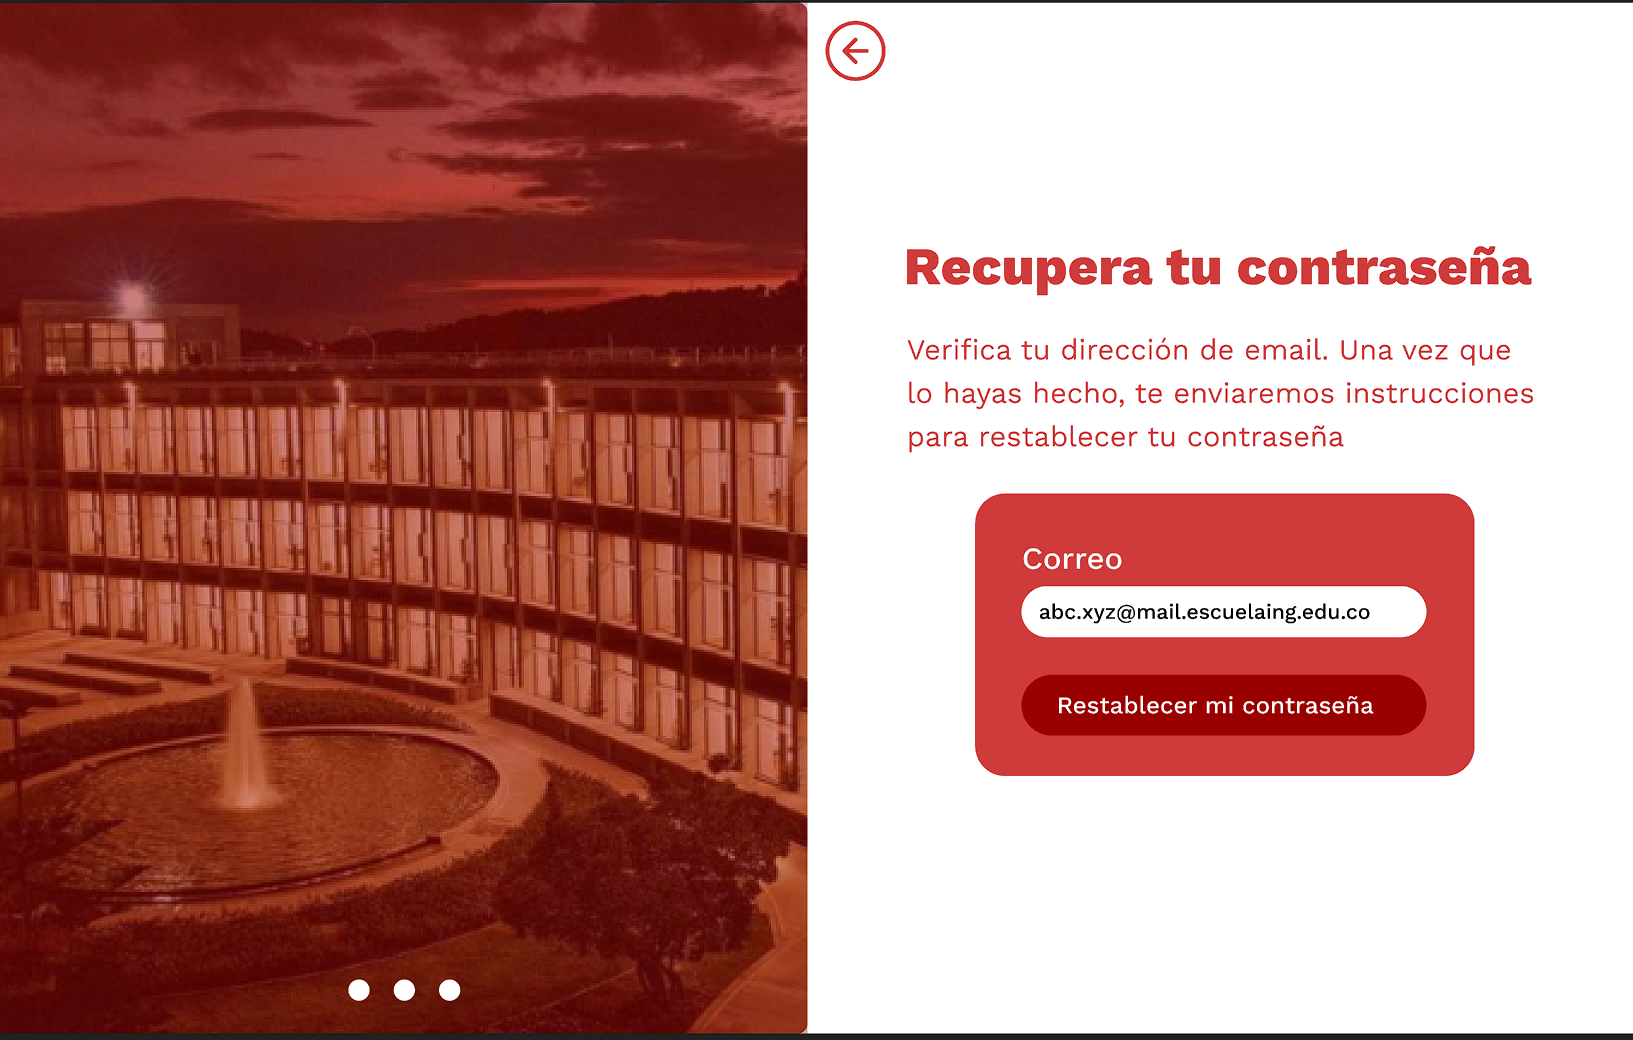 Recupera tu contraseña
Verifica tu dirección de email. Una vez que
lo hayas hecho, te enviaremos instrucciones
para restablecer tu contraseña
Correo
abc.xyz@mail.escuelaing.edu.co
Restablecer mi contraseña